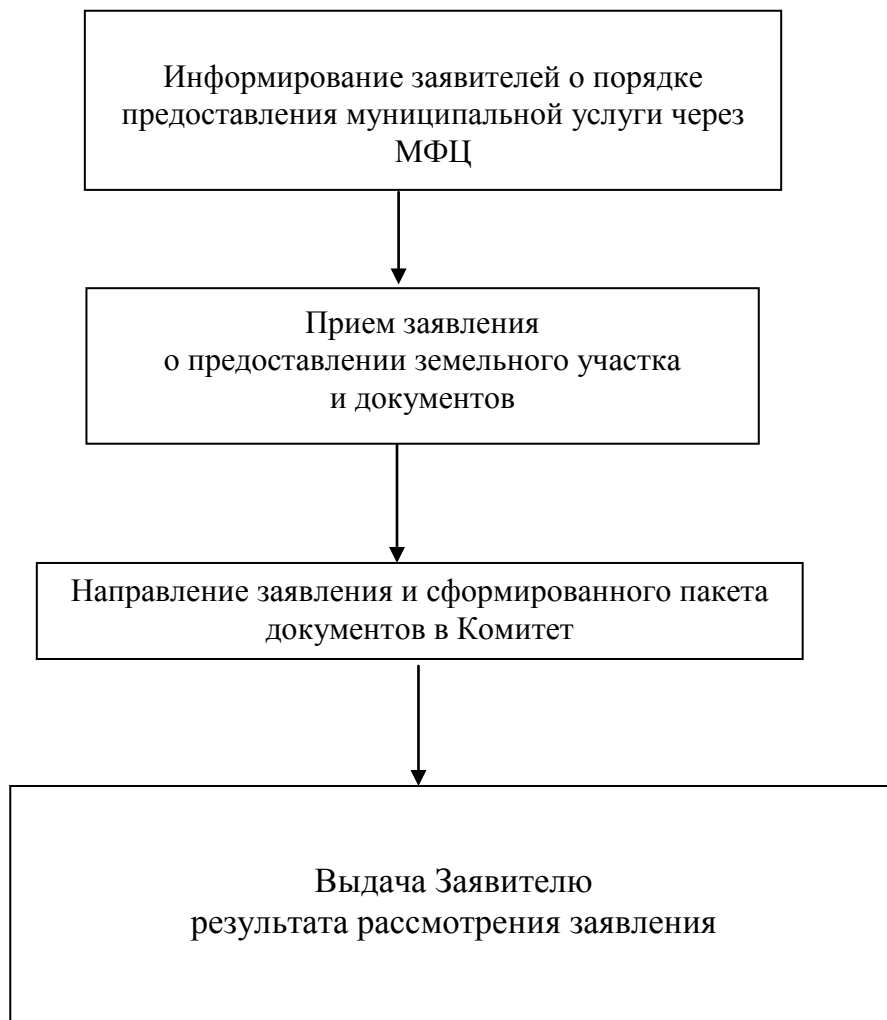 Информирование заявителей о порядке
предоставления муниципальной услуги через
МФЦ
Прием заявления
о предоставлении земельного участка
и документов
Направление заявления и сформированного пакета
документов в Комитет
Выдача Заявителю
результата рассмотрения заявления